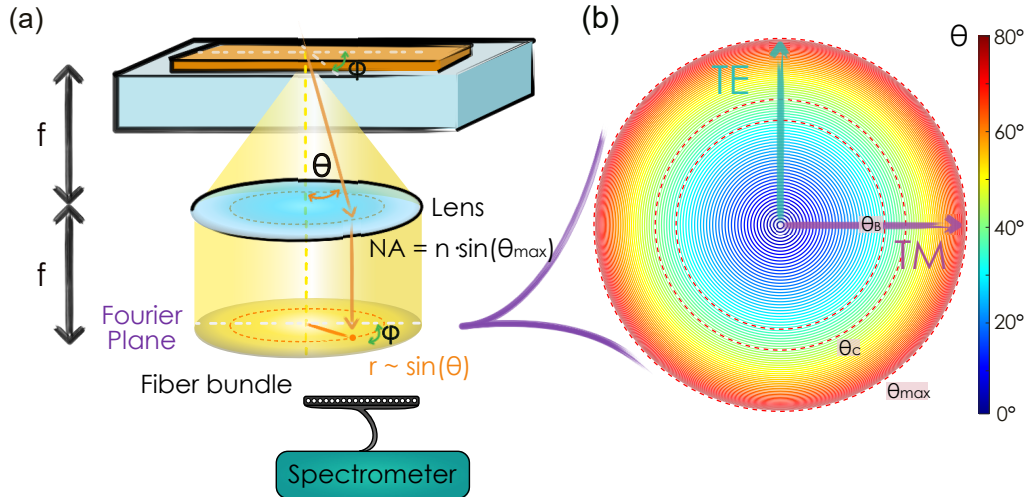 (a)
φ
f
θ
Lens
NA = n·sin(θmax)
f
Fourier
Plane
φ
r ~ sin(θ)
Fiber bundle
Spectrometer
(b)
TE
θB
TM
θc
θmax
θ
80°
60°
40°
20°
0°